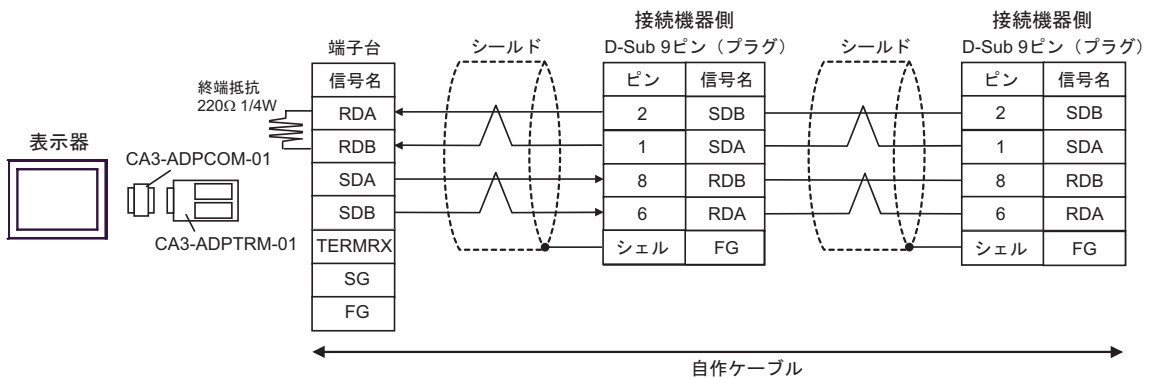 接続機器側
接続機器側
端子台
シールド
D-Sub 9ピン（プラグ）
シールド
D-Sub 9ピン（プラグ）
終端抵抗
220Ω 1/4W
表示器
CA3-ADPCOM-01
CA3-ADPTRM-01
信号名
RDA
RDB
SDA
SDB
TERMRX
SG
FG
ピン 信号名
2 SDB
1 SDA
8 RDB
6 RDA
シェル FG
ピン 信号名
2 SDB
1 SDA
8 RDB
6 RDA
シェル FG
自作ケーブル